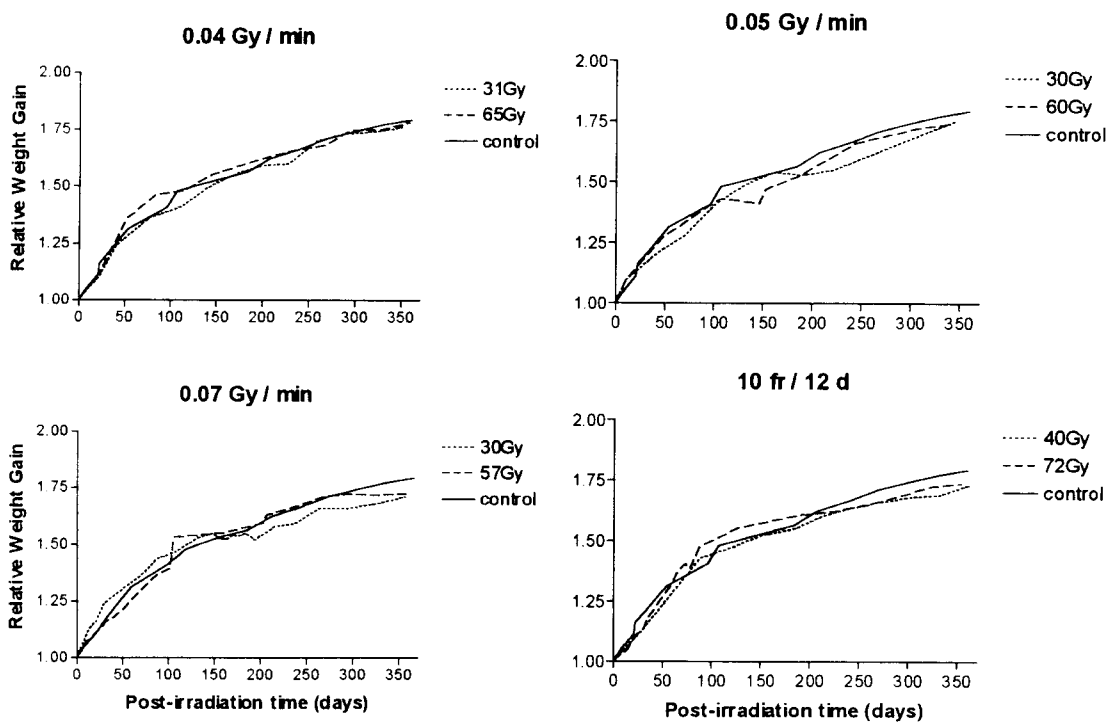 0.04 Gy / min
Relative Weight Gain
2.00
1.75
1.50
1.25
1.00
0 50 100 150 200 250 300 350
31Gy
65Gy
control
0.05 Gy / min
2.00
1.75
1.50
1.25
1.00
0 50 100 150 200 250 300 350
30Gy
60Gy
control
0.07 Gy / min
Relative Weight Gain
2.00
1.75
1.50
1.25
1.00
0 50 100 150 200 250 300 350
Post-irradiation time (days)
30Gy
57Gy
control
10 fr / 12 d
2.00
1.75
1.50
1.25
1.00
0 50 100 150 200 250 300 350
Post-irradiation time (days)
40Gy
72Gy
control